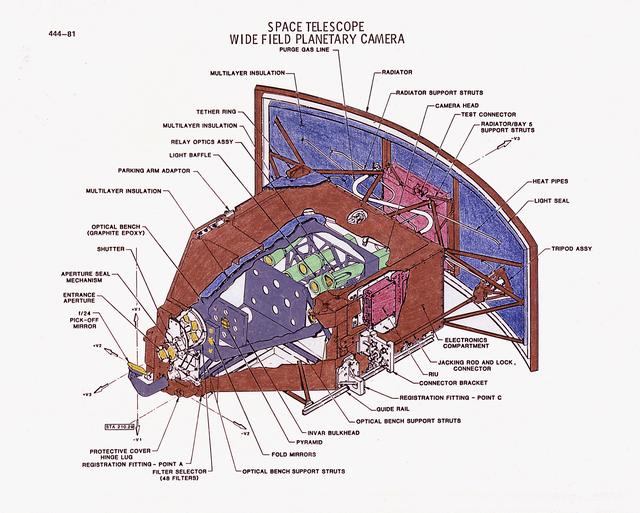 444-81
SPACE TELESCOPE
WIDE FIELD PLANETARY CAMERA
PURGE GAS LINE
MULTILAYER INSULATION
RADIATOR
RADIATOR SUPPORT STRUTS
CAMERA HEAD
TETHER RING
TEST CONNECTOR
MULTILAYER INSULATION
RADIATOR/BAY 5
SUPPORT STRUTS
RELAY OPTICS ASSY
-V3
LIGHT BAFFLE
PARKING ARM ADAPTOR
HEAT PIPES
MULTILAYER INSULATION
LIGHT SEAL
OPTICAL BENCH
(GRAPHITE EPOXY)
SHUTTER
TRIPOD ASSY
APERTURE SEAL
MECHANISM
ENTRANCE
APERTURE
+V1
f/24
PICK-OFF
MIRROR
+V2
ELECTRONICS
COMPARTMENT
JACKING ROD AND LOCK,
CONNECTOR
RIU
CONNECTOR BRACKET
+V3
REGISTRATION FITTING - POINT C
GUIDE RAIL
OPTICAL BENCH SUPPORT STRUTS
-V1
-V2
INVAR BULKHEAD
PYRAMID
PROTECTIVE COVER
HINGE LUG
FOLD MIRRORS
REGISTRATION FITTING - POINT A
FILTER SELECTOR
(48 FILTERS)
OPTICAL BENCH SUPPORT STRUTS